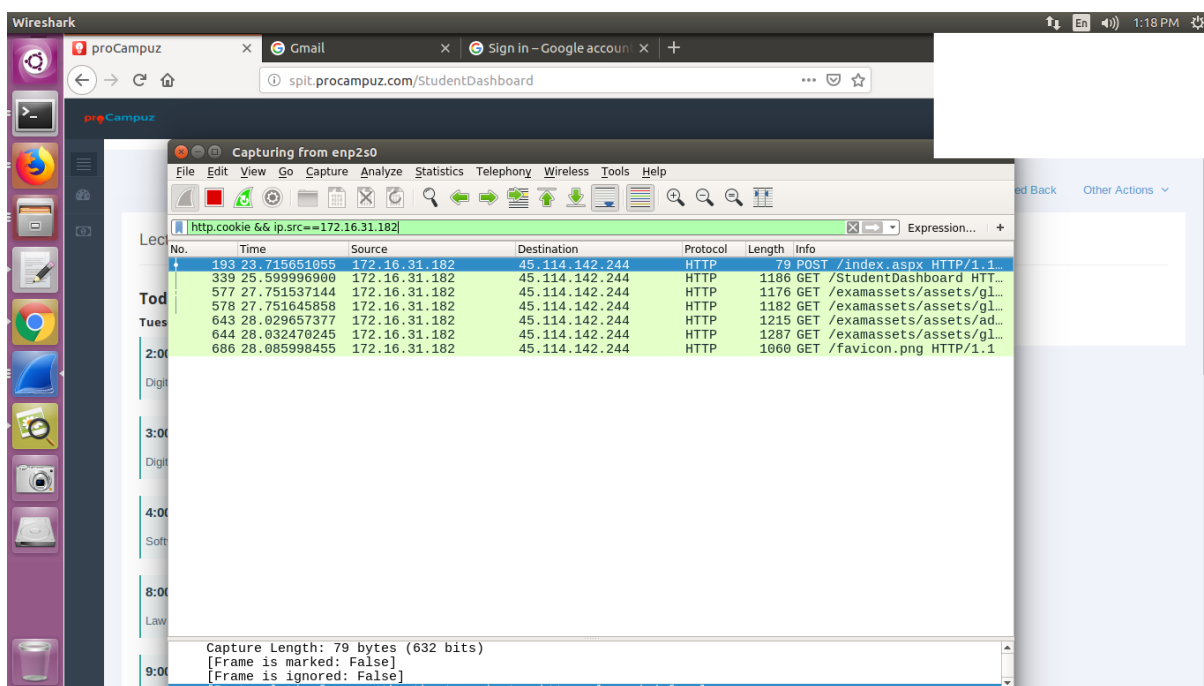 Wireshark
En
1:18 PM
proCampuz
Gmail
Sign in – Google account
spit.procampuz.com/StudentDashboard
proCampuz
Capturing from enp2s0
File Edit View Go Capture Analyze Statistics Telephony Wireless Tools Help
ed Back Other Actions
http.cookie && ip.src==172.16.31.182
Expression... +
Lect
No. Time Source Destination Protocol Length Info
193 23.715651055 172.16.31.182 45.114.142.244 HTTP 79 POST /index.aspx HTTP/1.1…
339 25.599996900 172.16.31.182 45.114.142.244 HTTP 1186 GET /StudentDashboard HTT…
577 27.751537144 172.16.31.182 45.114.142.244 HTTP 1176 GET /examassets/assets/gl…
578 27.751645858 172.16.31.182 45.114.142.244 HTTP 1182 GET /examassets/assets/gl…
643 28.029657377 172.16.31.182 45.114.142.244 HTTP 1215 GET /examassets/assets/ad…
644 28.032470245 172.16.31.182 45.114.142.244 HTTP 1287 GET /examassets/assets/gl…
686 28.085998455 172.16.31.182 45.114.142.244 HTTP 1060 GET /favicon.png HTTP/1.1
Tod
Tues
2:00
Digit
3:00
Digit
4:00
Soft
8:00
Law
9:00
Capture Length: 79 bytes (632 bits)
[Frame is marked: False]
[Frame is ignored: False]